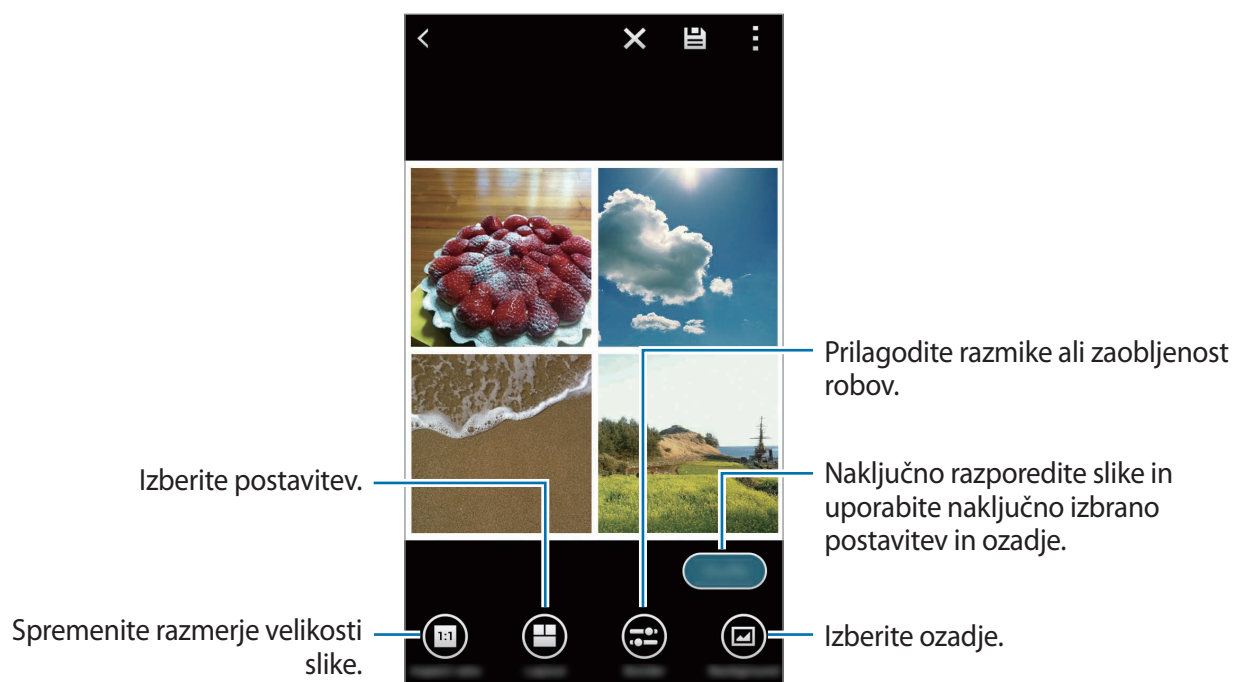 Prilagodite razmike ali zaobljenost
robov.
Izberite postavitev.
Naključno razporedite slike in
uporabite naključno izbrano
postavitev in ozadje.
Spremenite razmerje velikosti
slike.
1:1
Izberite ozadje.